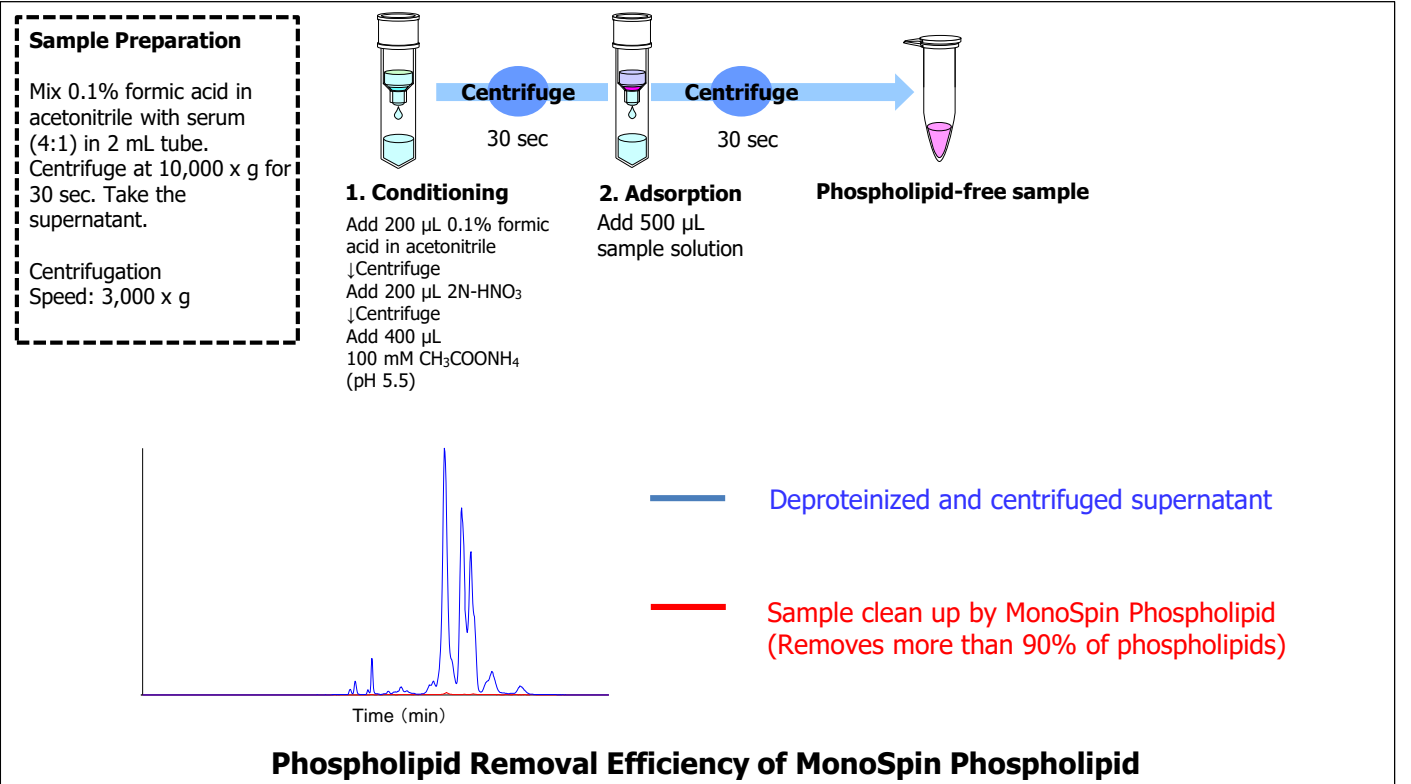 Sample Preparation
Mix 0.1% formic acid in
acetonitrile with serum
(4:1) in 2 mL tube.
Centrifuge at 10,000 x g for
30 sec. Take the
supernatant.
Centrifugation
Speed: 3,000 x g
Centrifuge
30 sec
Centrifuge
30 sec
1. Conditioning
Add 200 µL 0.1% formic
acid in acetonitrile
↓Centrifuge
Add 200 µL 2N-HNO₃
↓Centrifuge
Add 400 µL
100 mM CH₃COONH₄
(pH 5.5)
2. Adsorption
Add 500 µL
sample solution
Phospholipid-free sample
Deproteinized and centrifuged supernatant
Sample clean up by MonoSpin Phospholipid
(Removes more than 90% of phospholipids)
Time (min)
Phospholipid Removal Efficiency of MonoSpin Phospholipid